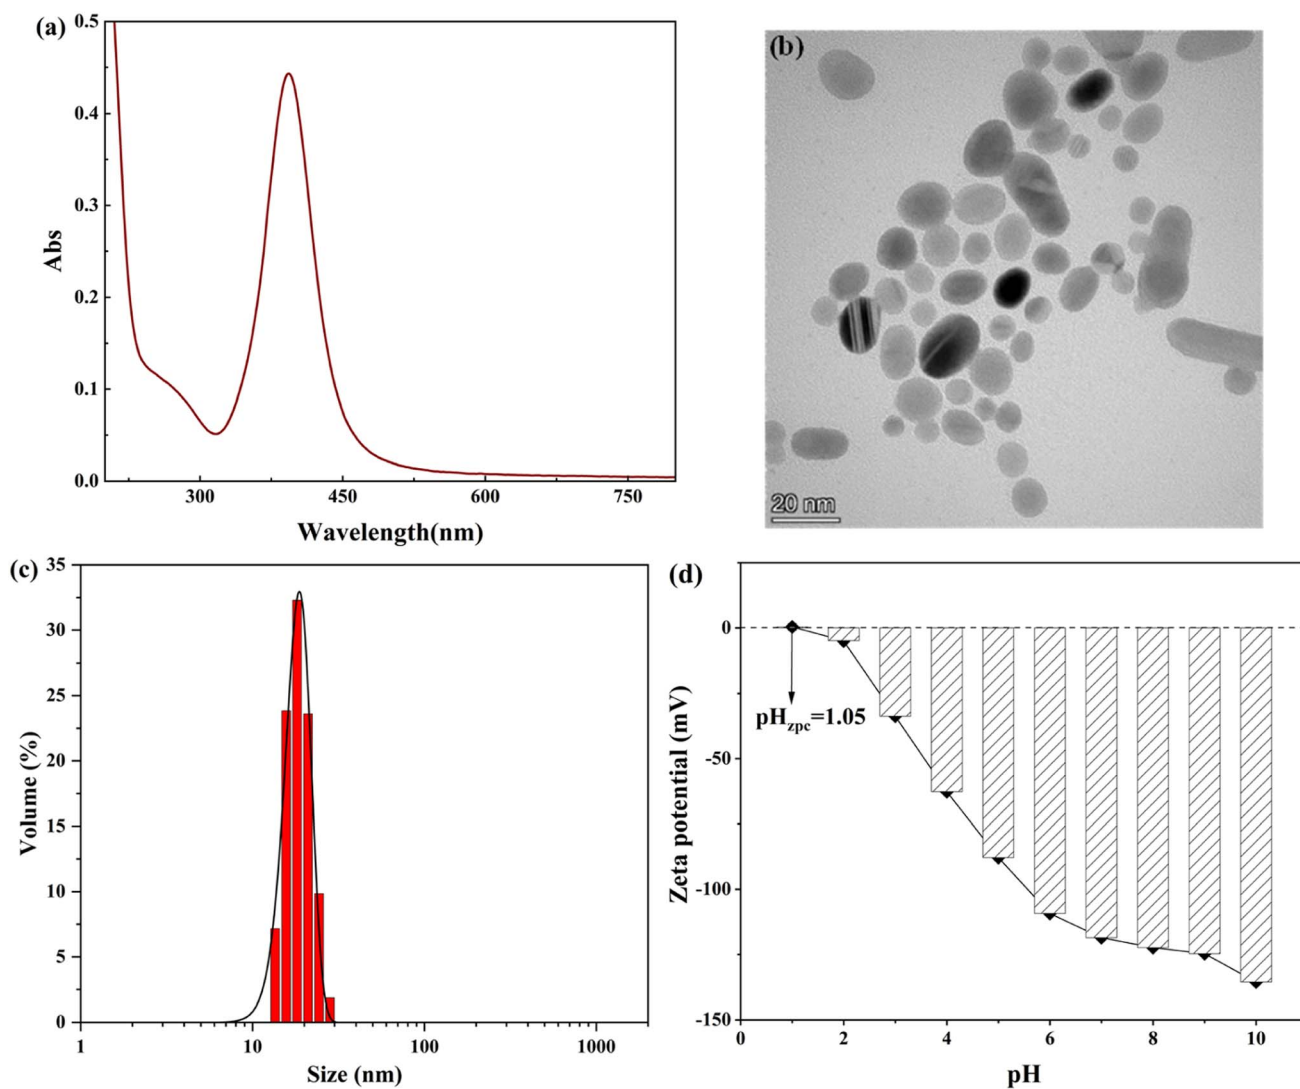 (a)
0.5
0.4
0.3
0.2
0.1
0.0
Abs
300 450 600 750
Wavelength(nm)
(b)
20 nm
(c)
35
30
25
20
15
10
5
0
Volume (%)
1 10 100 1000
Size (nm)
(d)
0
-50
-100
-150
Zeta potential (mV)
pHzpc=1.05
0 2 4 6 8 10
pH